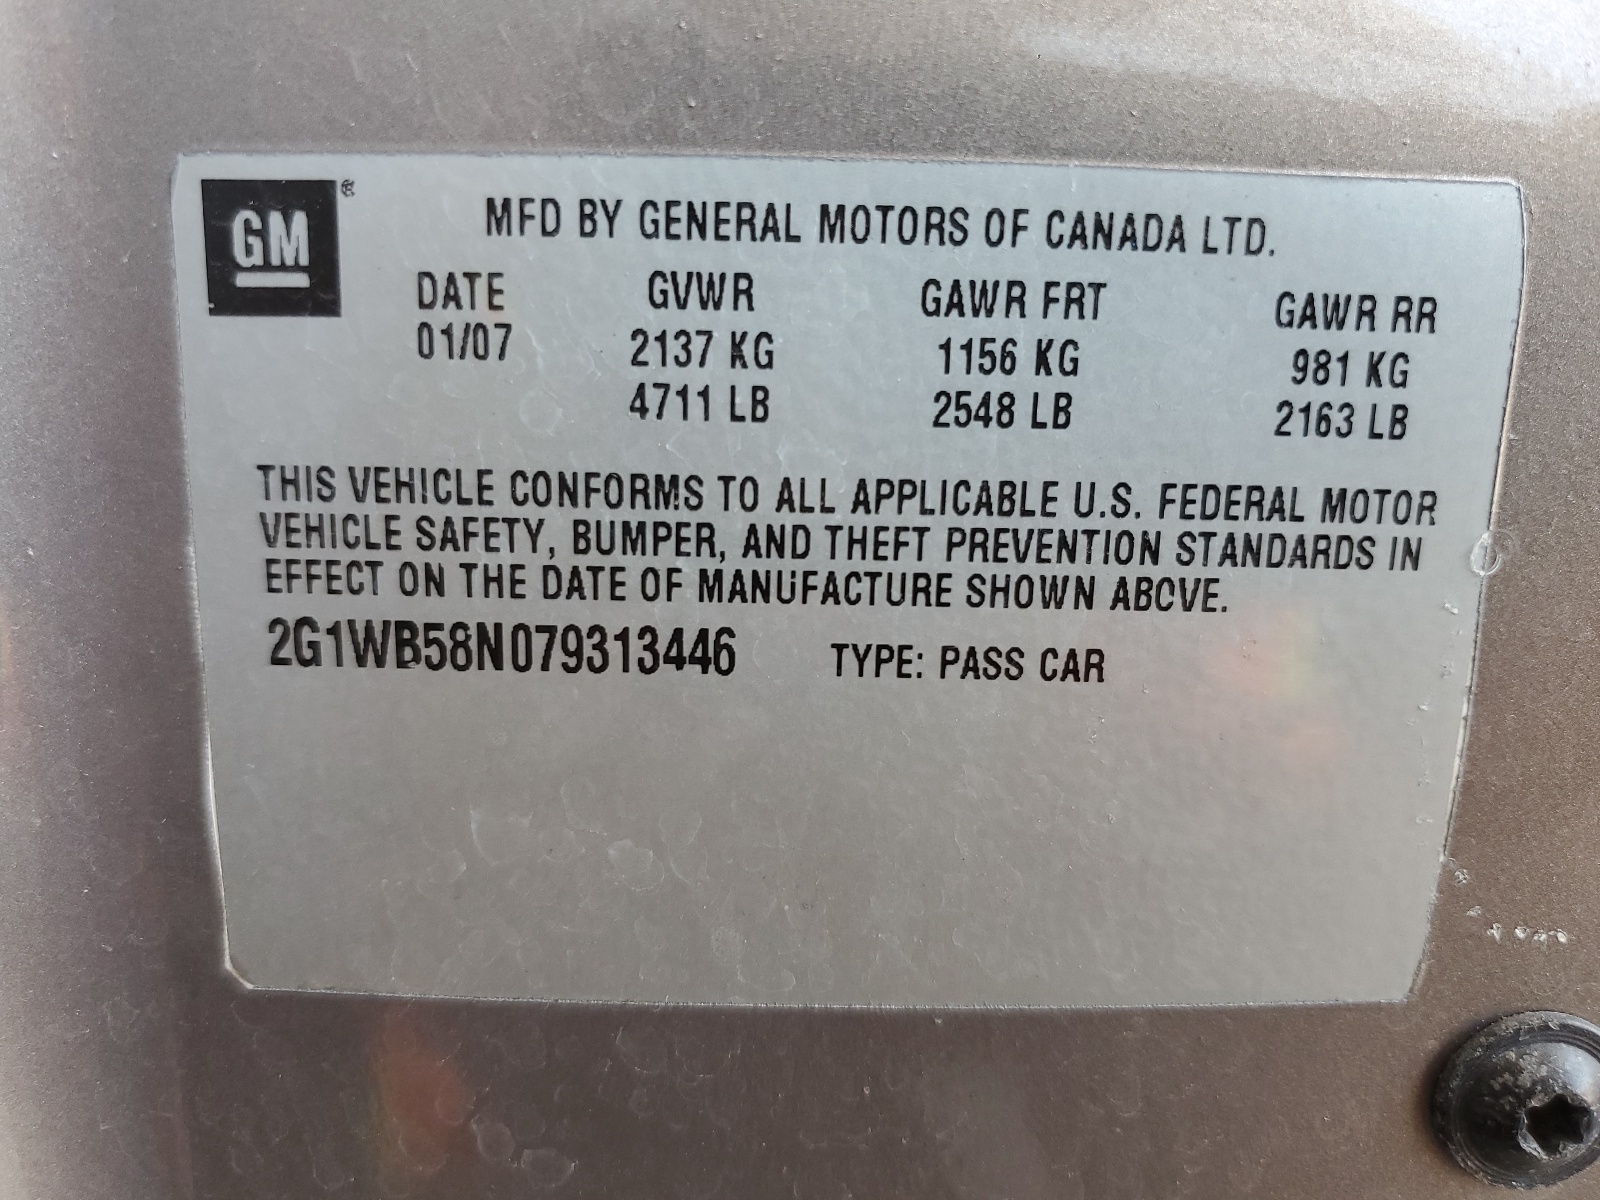 GM ®
MFD BY GENERAL MOTORS OF CANADA LTD.
DATE GVWR GAWR FRT GAWR RR
01/07 2137 KG 1156 KG 981 KG
4711 LB 2548 LB 2163 LB
THIS VEHICLE CONFORMS TO ALL APPLICABLE U.S. FEDERAL MOTOR
VEHICLE SAFETY, BUMPER, AND THEFT PREVENTION STANDARDS IN
EFFECT ON THE DATE OF MANUFACTURE SHOWN ABOVE.
2G1WB58N079313446 TYPE: PASS CAR